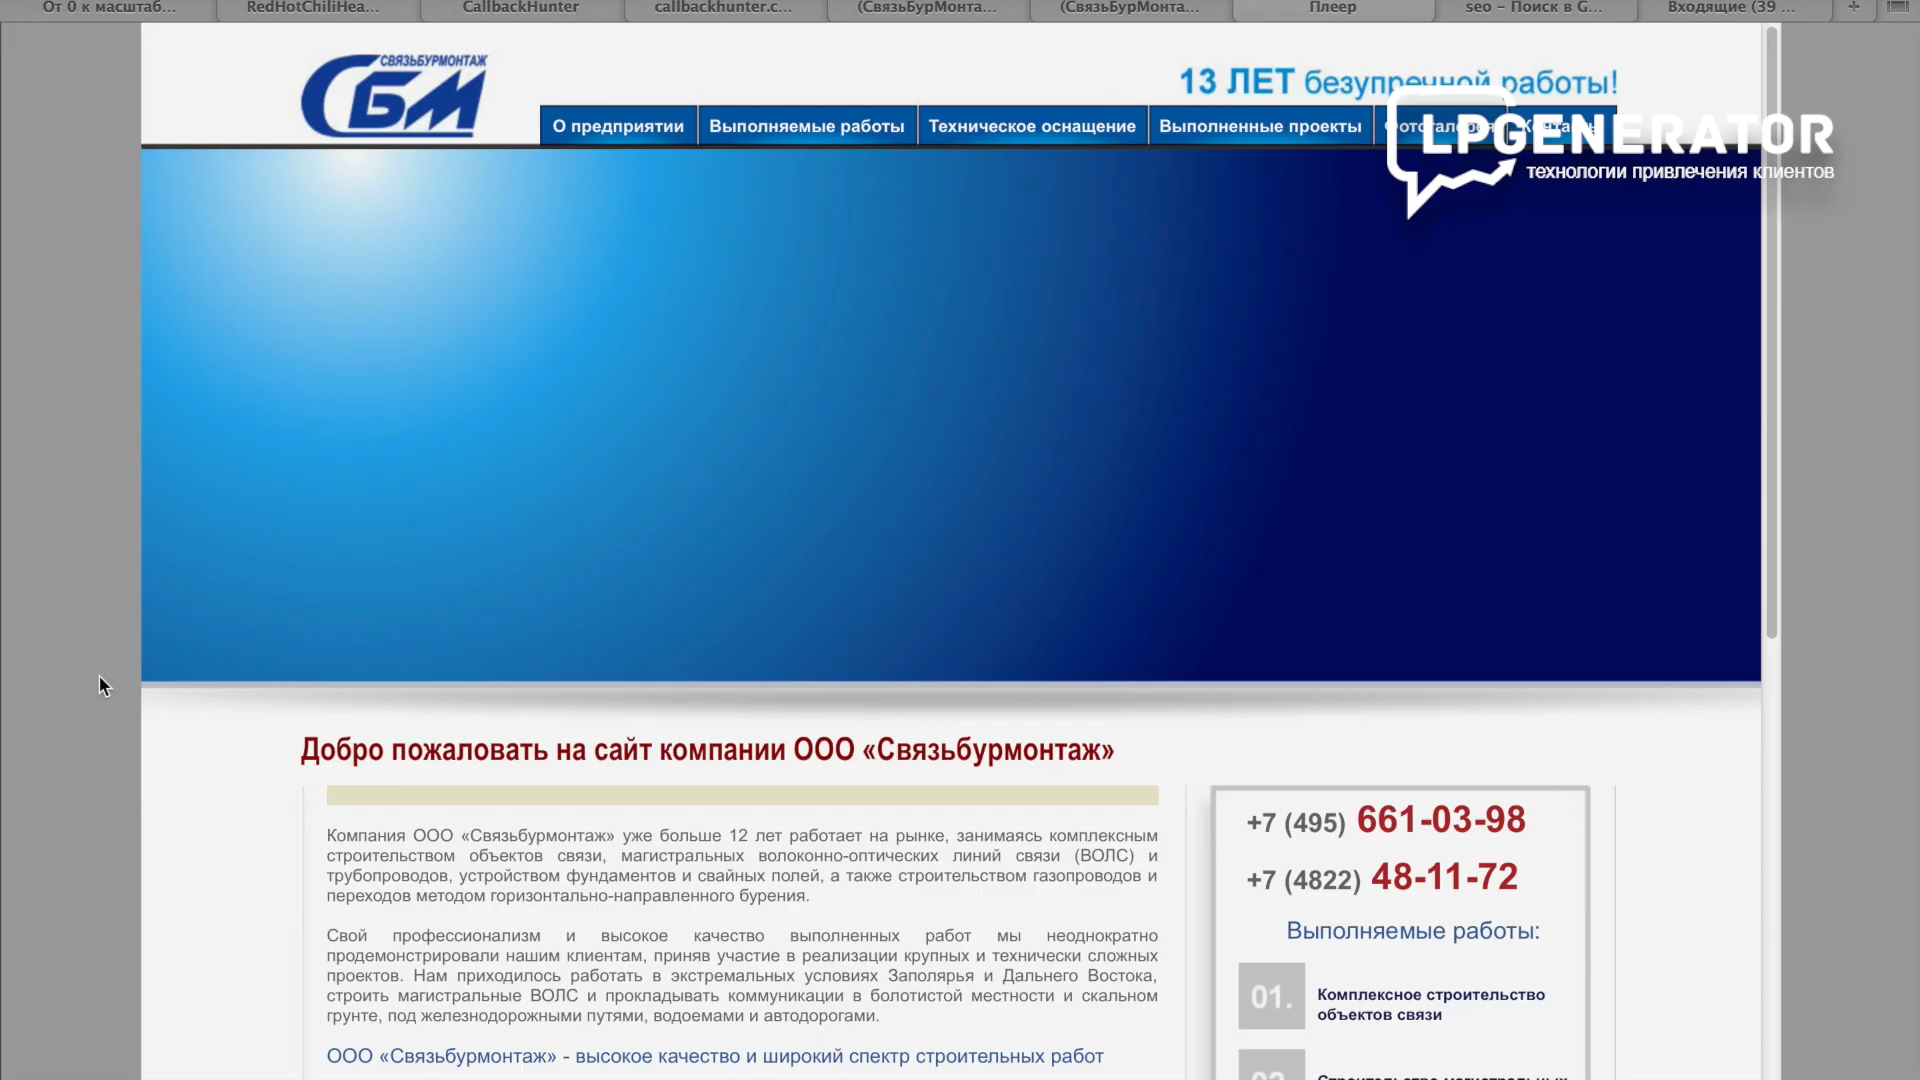 От 0 к масштаб... RedHotChiliHea... CallbackHunter callbackhunter.c... (СвязьБурМонта... (СвязьБурМонта... Плеер seo – Поиск в G... Входящие (39 ...
СВЯЗЬБУРМОНТАЖ
СБМ
13 ЛЕТ безупречной работы!
О предприятии Выполняемые работы Техническое оснащение Выполненные проекты Фотогалерея Контакты
LPGENERATOR
технологии привлечения клиентов
Добро пожаловать на сайт компании ООО «Связьбурмонтаж»
Компания ООО «Связьбурмонтаж» уже больше 12 лет работает на рынке, занимаясь комплексным
строительством объектов связи, магистральных волоконно-оптических линий связи (ВОЛС) и
трубопроводов, устройством фундаментов и свайных полей, а также строительством газопроводов и
переходов методом горизонтально-направленного бурения.
Свой профессионализм и высокое качество выполненных работ мы неоднократно
продемонстрировали нашим клиентам, приняв участие в реализации крупных и технически сложных
проектов. Нам приходилось работать в экстремальных условиях Заполярья и Дальнего Востока,
строить магистральные ВОЛС и прокладывать коммуникации в болотистой местности и скальном
грунте, под железнодорожными путями, водоемами и автодорогами.
ООО «Связьбурмонтаж» - высокое качество и широкий спектр строительных работ
+7 (495) 661-03-98
+7 (4822) 48-11-72
Выполняемые работы:
01. Комплексное строительство
объектов связи
02. Строительство магистральных